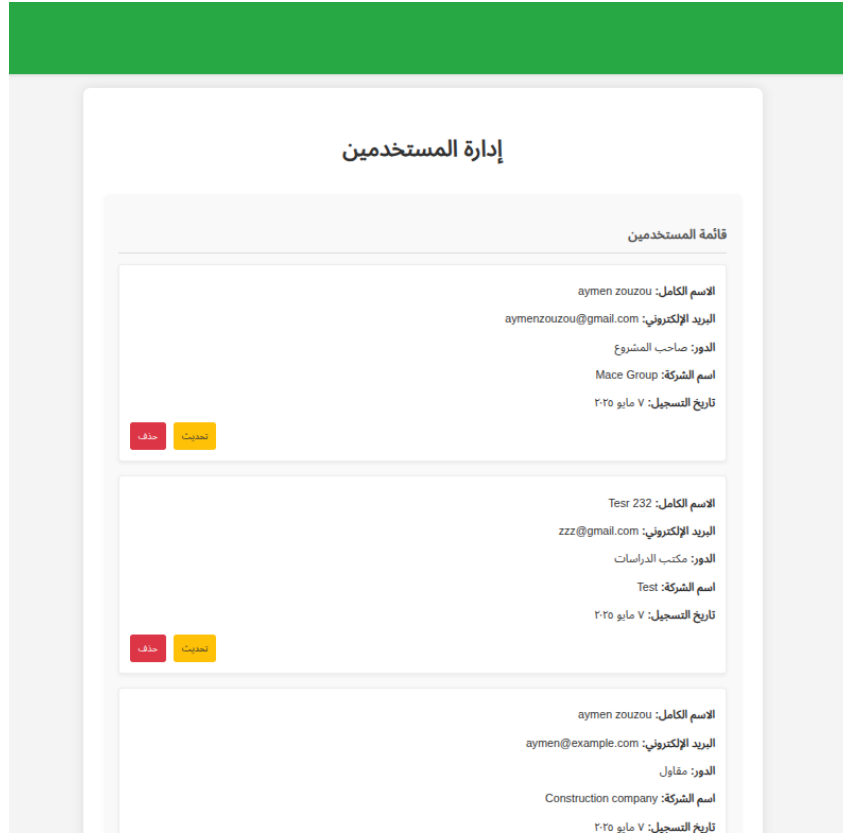 إدارة المستخدمين
قائمة المستخدمين
الاسم الكامل: aymen zouzou
البريد الإلكتروني: aymenzouzou@gmail.com
الدور: صاحب المشروع
اسم الشركة: Mace Group
تاريخ التسجيل: ٧ مايو ٢٠٢٥
تحديث حذف
الاسم الكامل: Tesr 232
البريد الإلكتروني: zzz@gmail.com
الدور: مكتب الدراسات
اسم الشركة: Test
تاريخ التسجيل: ٧ مايو ٢٠٢٥
تحديث حذف
الاسم الكامل: aymen zouzou
البريد الإلكتروني: aymen@example.com
الدور: مقاول
اسم الشركة: Construction company
تاريخ التسجيل: ٧ مايو ٢٠٢٥